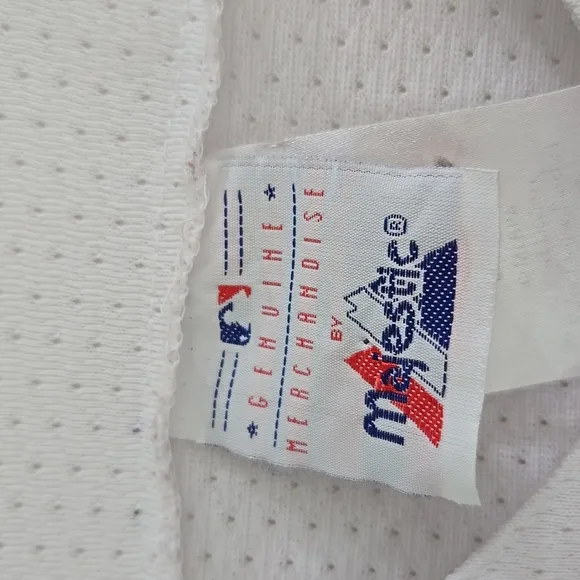 ★ GENUINE ★
MERCHANDISE
BY
majestic®